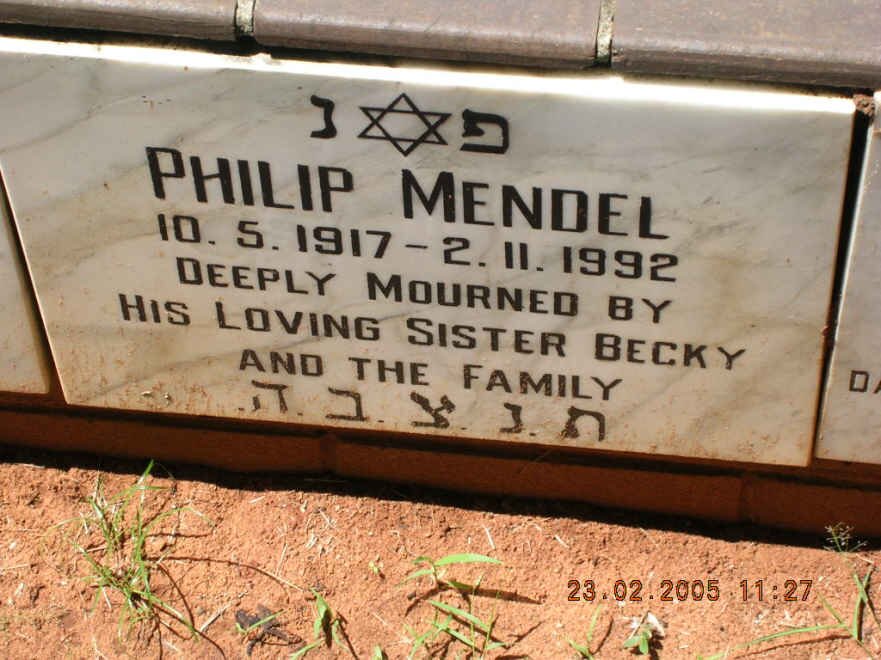 פ ✡ נ
PHILIP MENDEL
10. 5. 1917 - 2. 11. 1992
DEEPLY MOURNED BY
HIS LOVING SISTER BECKY
AND THE FAMILY
ת.נ.צ.ב.ה.
DA
23.02.2005 11:27